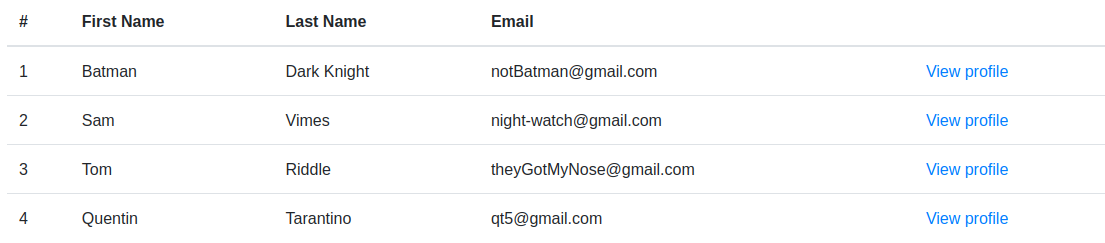 # First Name Last Name Email
1 Batman Dark Knight notBatman@gmail.com View profile
2 Sam Vimes night-watch@gmail.com View profile
3 Tom Riddle theyGotMyNose@gmail.com View profile
4 Quentin Tarantino qt5@gmail.com View profile